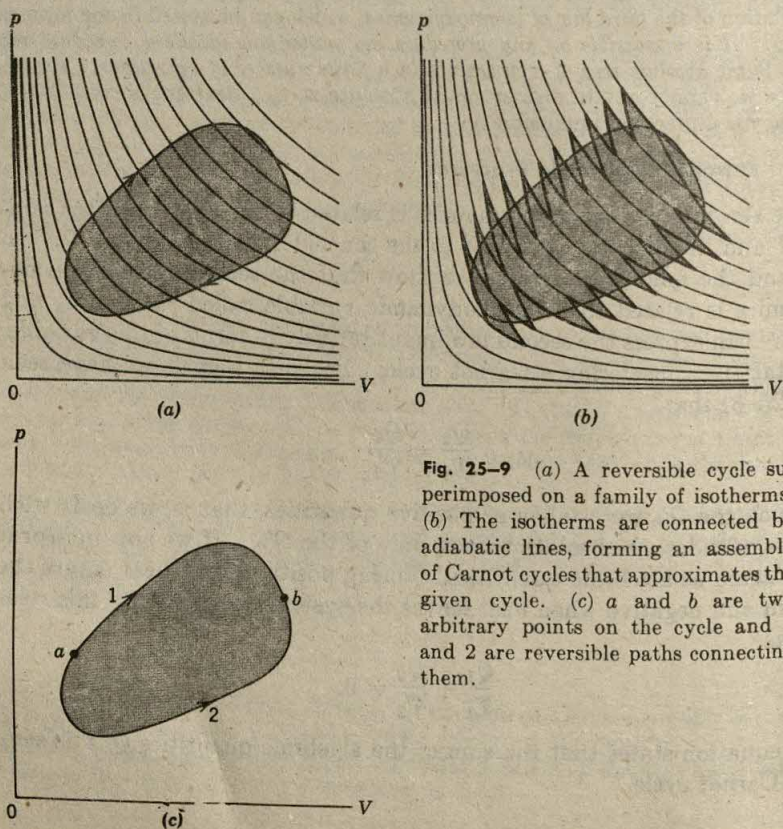 p
0
V
(a)
p
0
V
(b)
p
1
b
a
2
0
V
(c)
Fig. 25–9 (a) A reversible cycle su
perimposed on a family of isotherms
(b) The isotherms are connected b
adiabatic lines, forming an assembl
of Carnot cycles that approximates th
given cycle. (c) a and b are tw
arbitrary points on the cycle and
and 2 are reversible paths connectin
them.